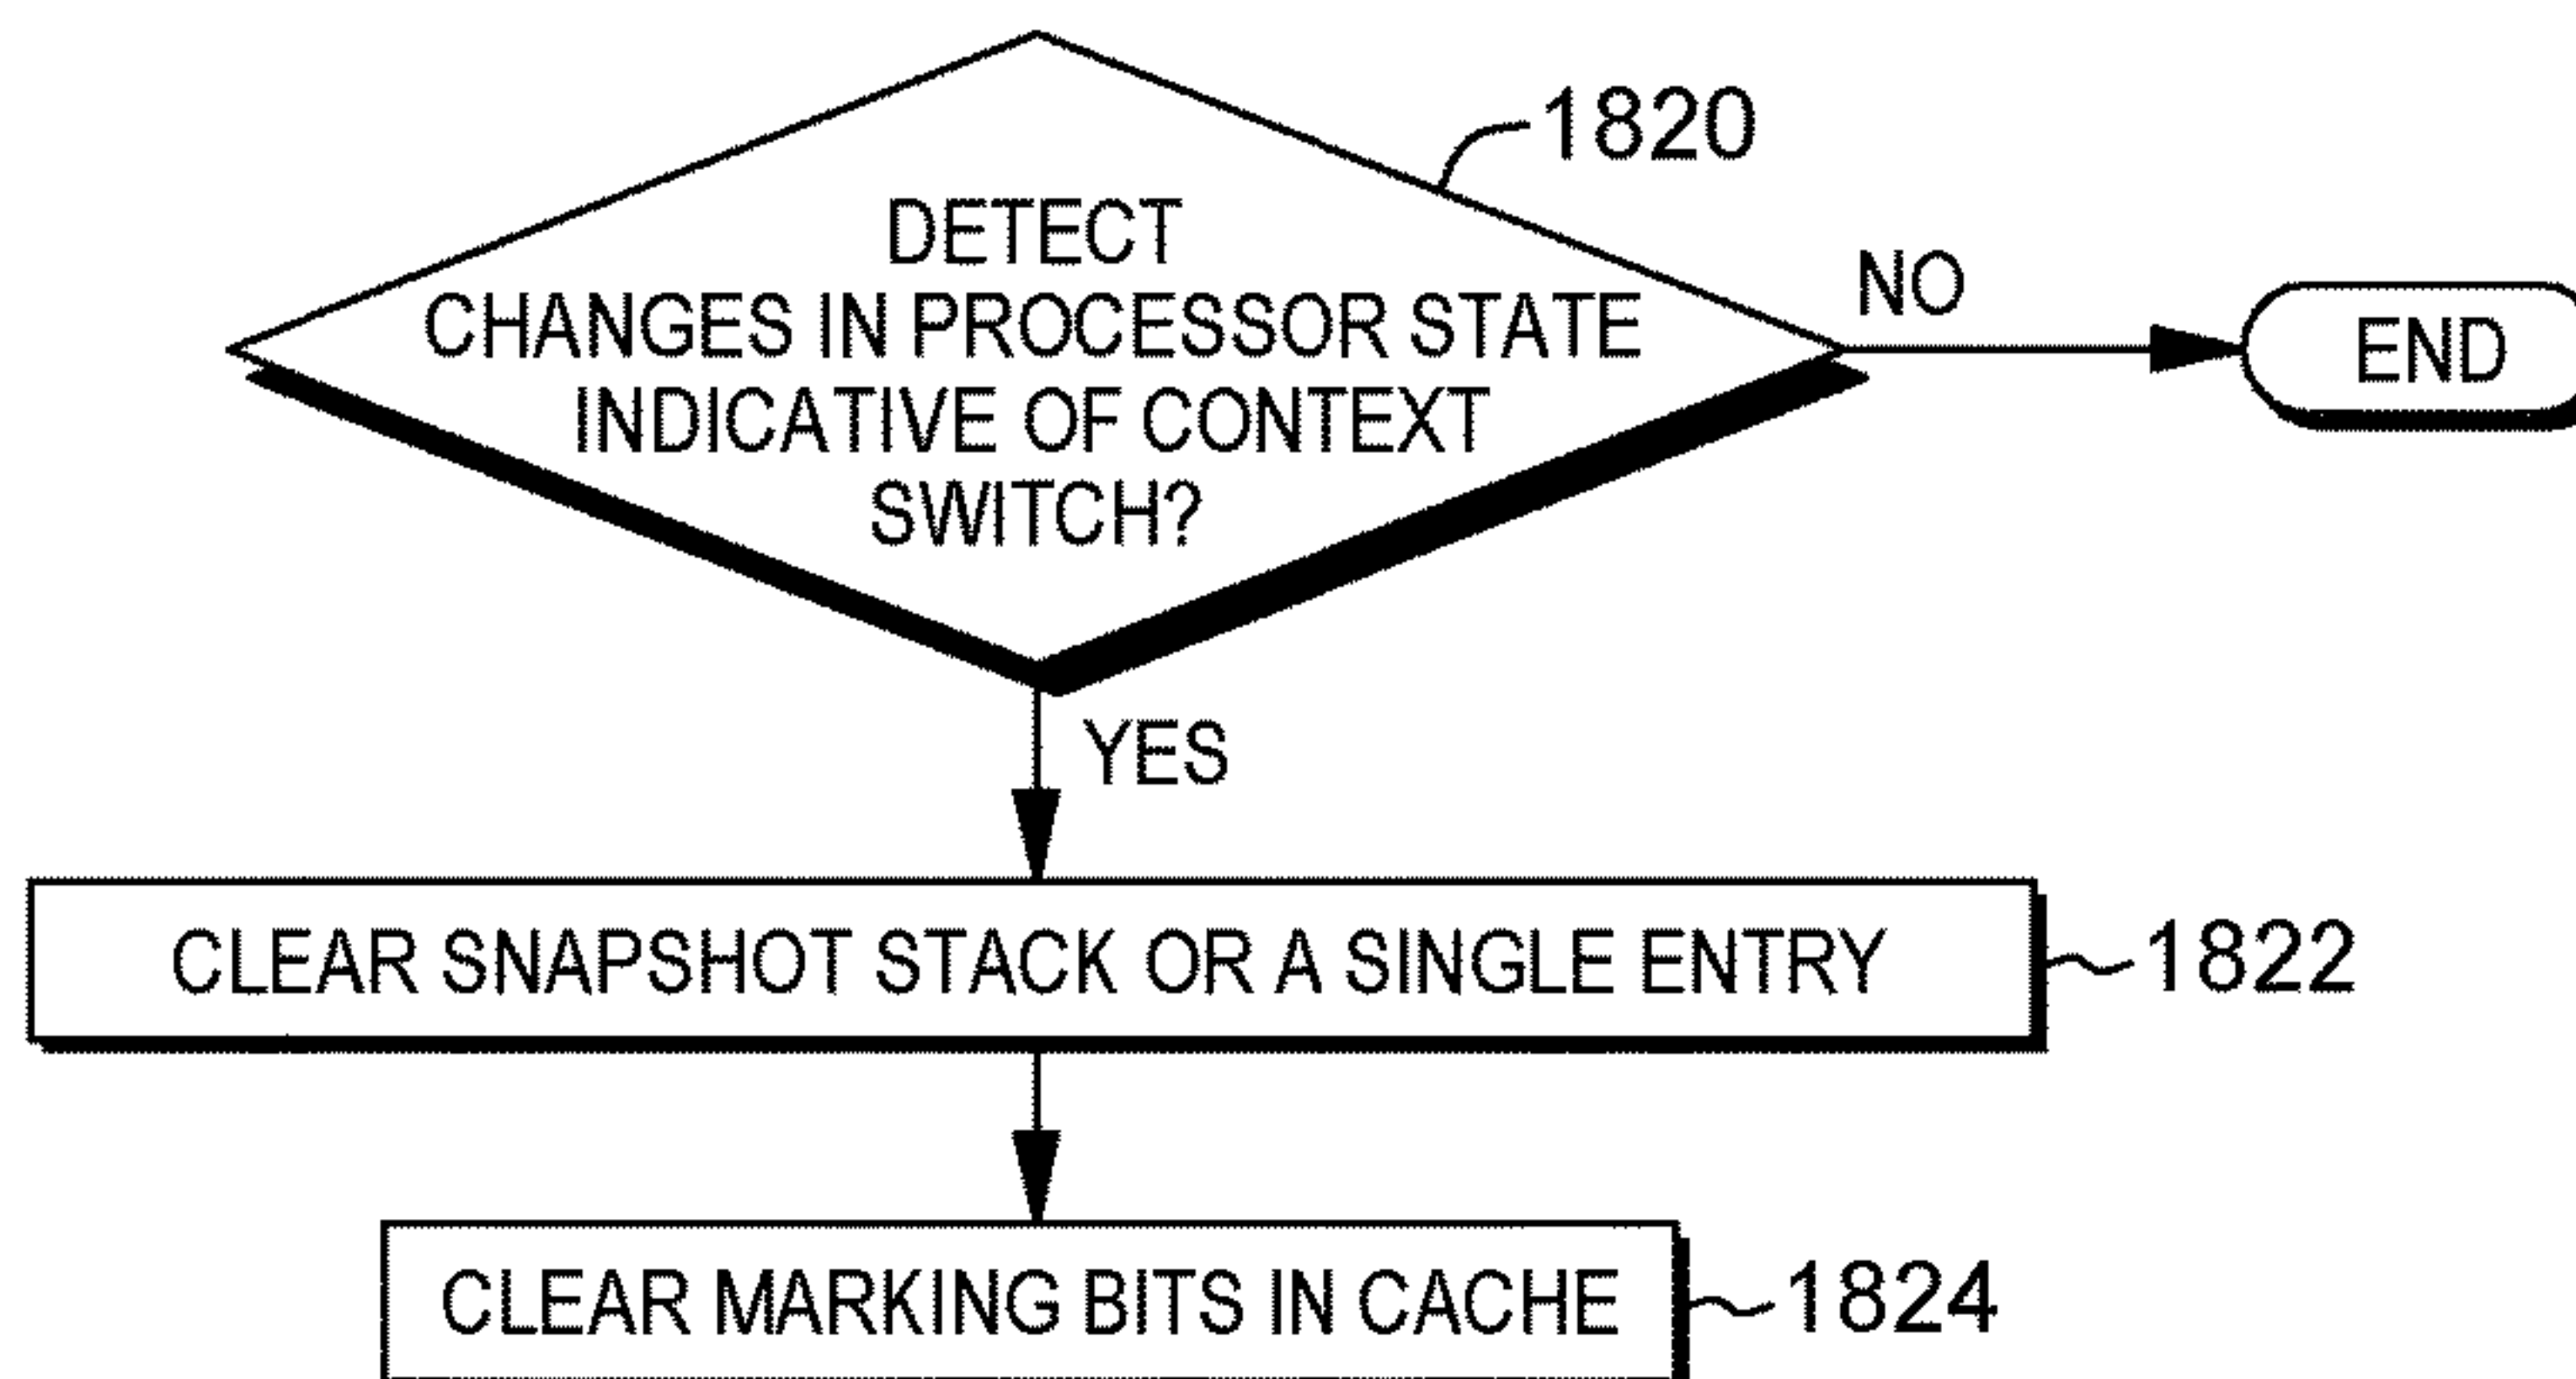 1820
DETECT
CHANGES IN PROCESSOR STATE
INDICATIVE OF CONTEXT
SWITCH?
NO
END
YES
CLEAR SNAPSHOT STACK OR A SINGLE ENTRY
1822
CLEAR MARKING BITS IN CACHE
1824